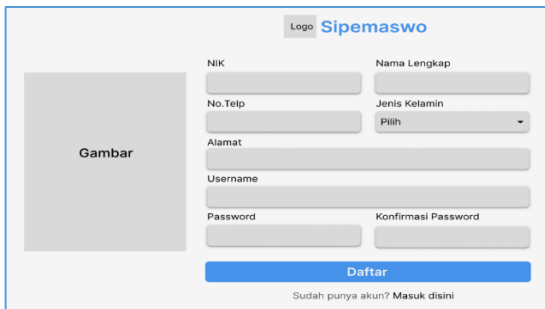 Logo Sipemaswo
NIK Nama Lengkap
No.Telp Jenis Kelamin
Pilih
Gambar
Alamat
Username
Password Konfirmasi Password
Daftar
Sudah punya akun? Masuk disini